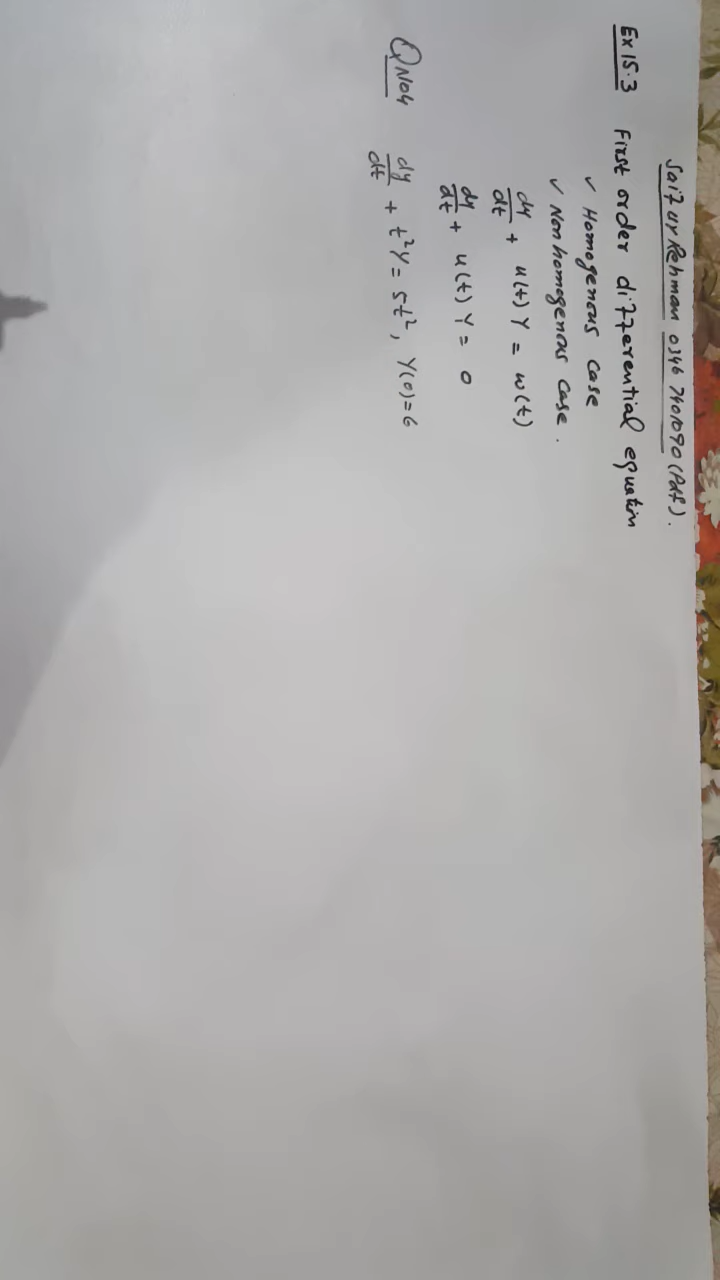 Saif ur Rehman 0346 7401090 (Pdf).
Ex 15.3 First order differential equation
✓ Homogenous case
✓ Non homogenous case.
dy/dt + u(t) Y = w(t)
dy/dt + u(t) Y = 0
Q No4 dy/dt + t²Y = 5t², Y(0)=6